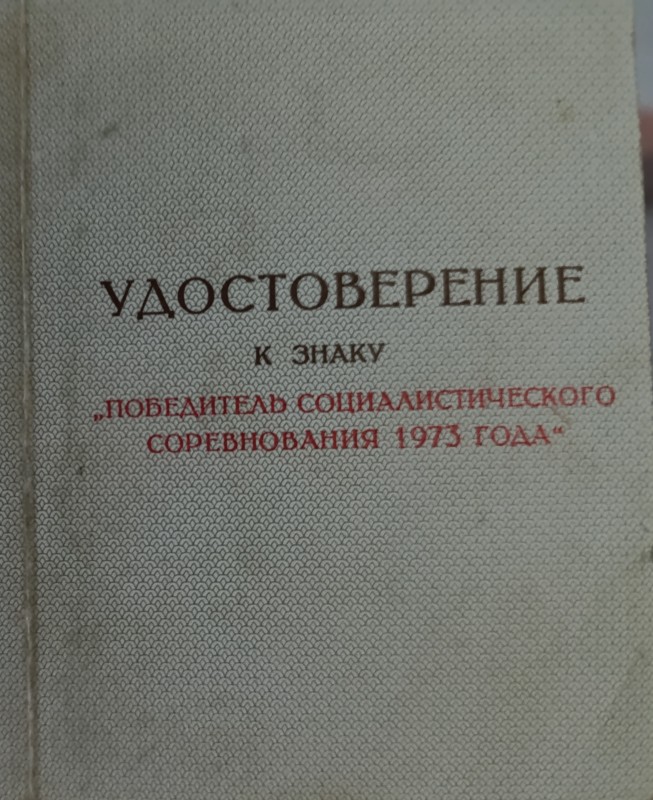 УДОСТОВЕРЕНИЕ
К ЗНАКУ
„ПОБЕДИТЕЛЬ СОЦИАЛИСТИЧЕСКОГО
СОРЕВНОВАНИЯ 1973 ГОДА“